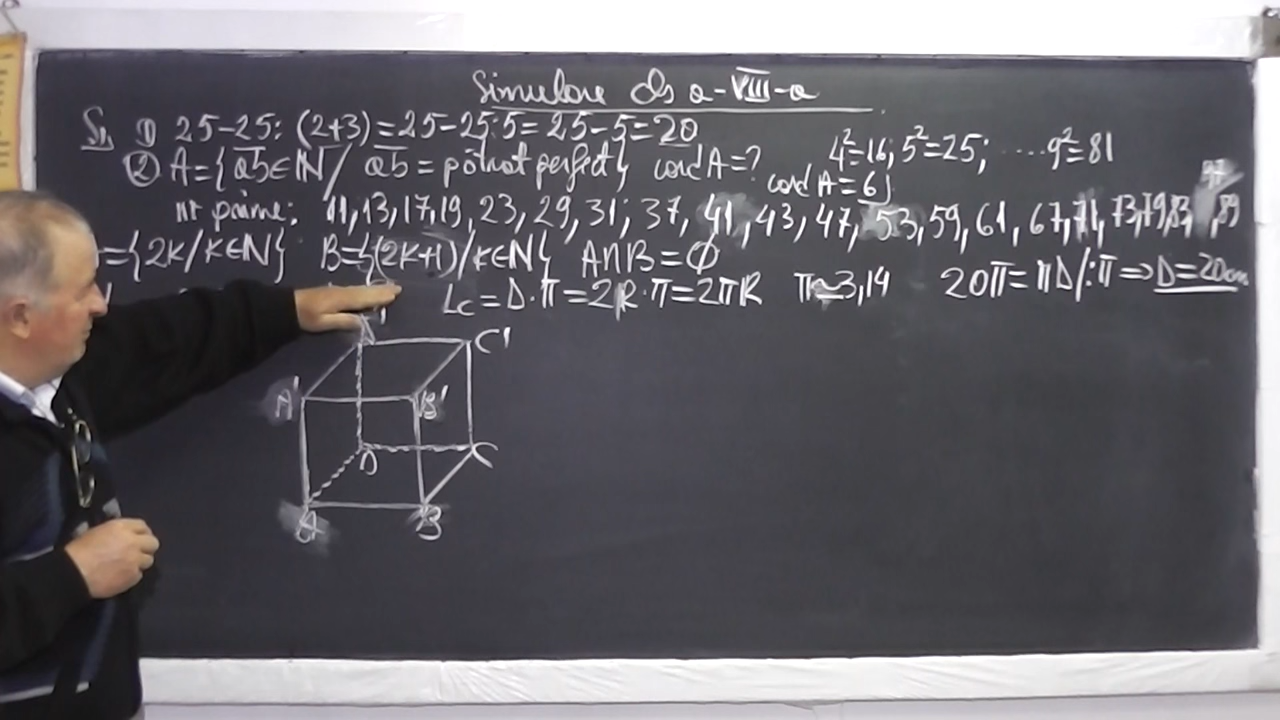 Simulare cls a-VIII-a
S₁ 1) 25-25:(2+3)=25-25:5=25-5=20
2) A={ab∈ℕ/ ab = pătrat perfect} card A=? 4²=16; 5²=25; ....9²=81
card A=6
nr prime: 11, 13, 17, 19, 23, 29, 31; 37, 41, 43, 47, 53, 59, 61, 67, 71, 73, 79, 83, 89
97
={2K/K∈N} B={(2K+1)/K∈N} A∩B=∅
Lc=D·π=2R·π=2πR π≈3,14 20π=πD/:π⇒D=20cm
C'
A' B'
D C
A B